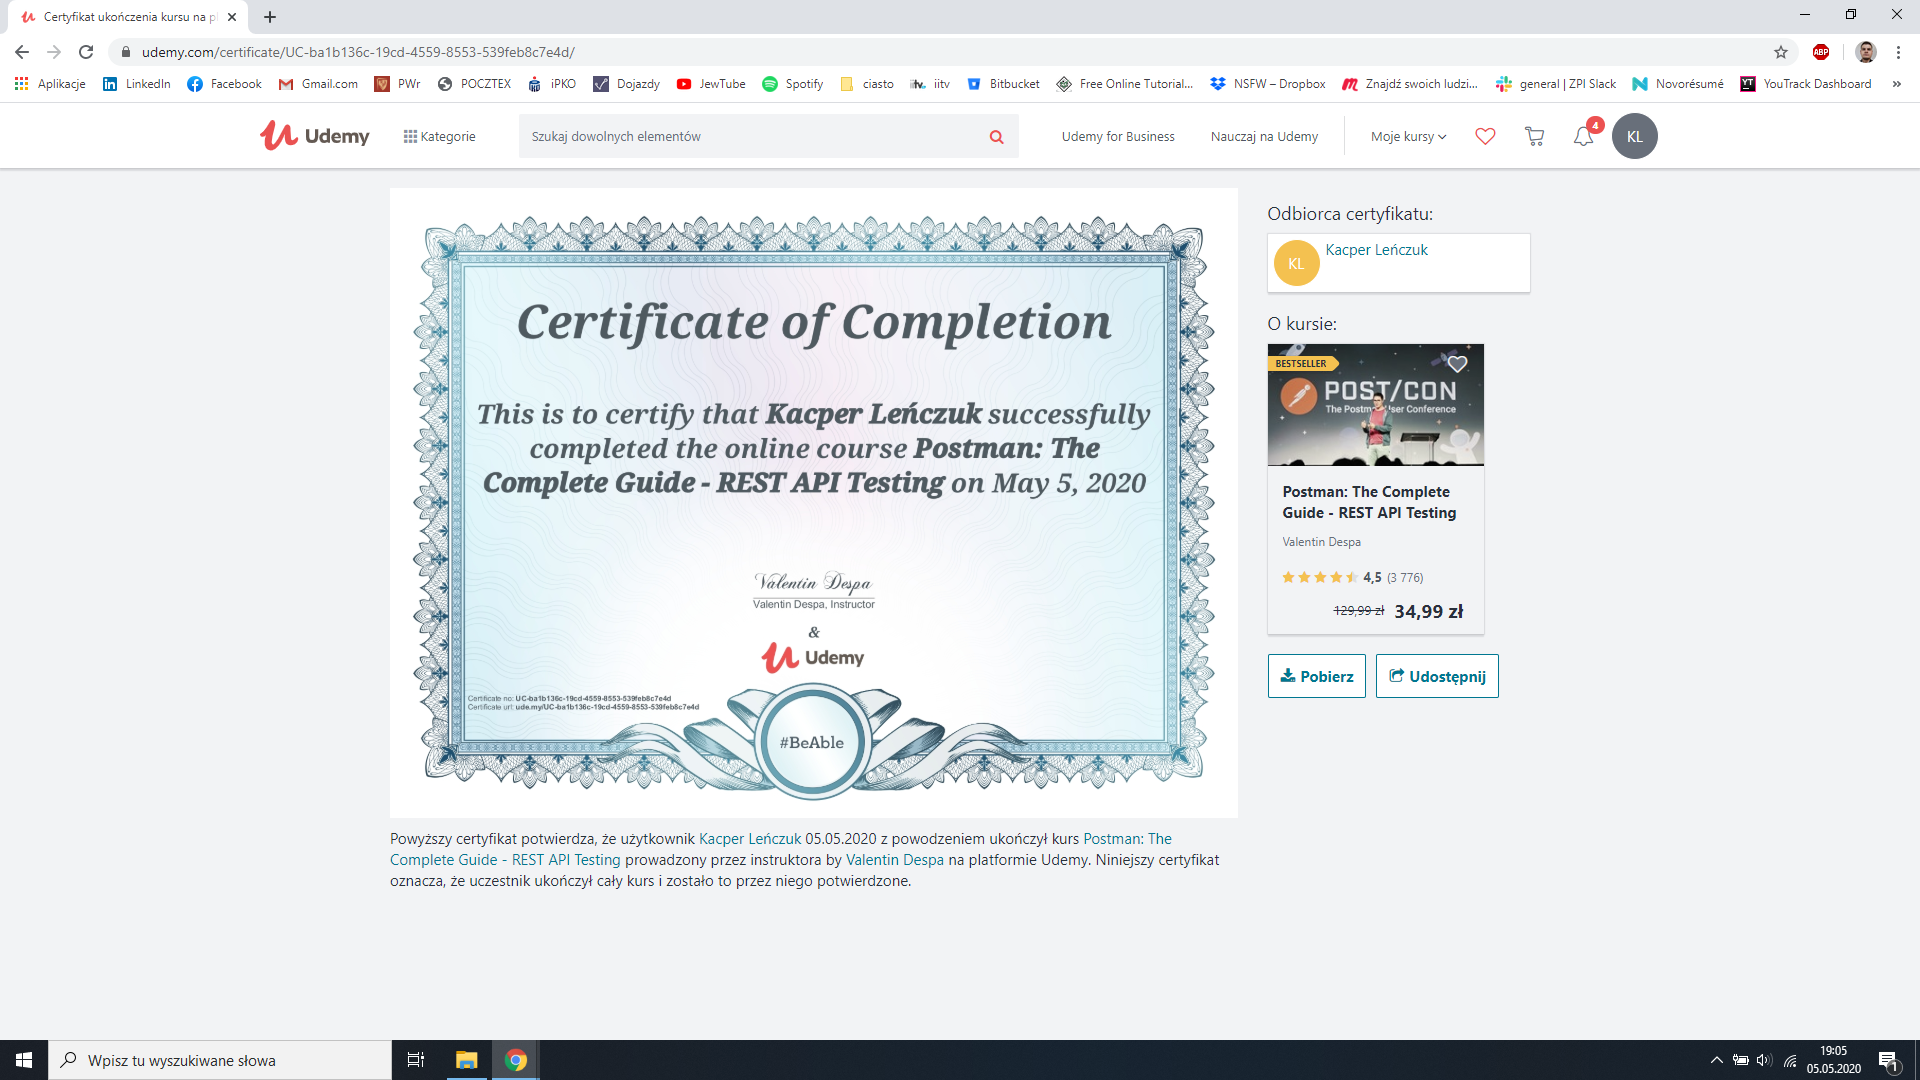 Certyfikat ukończenia kursu na pl
udemy.com/certificate/UC-ba1b136c-19cd-4559-8553-539feb8c7e4d/
ABP
Aplikacje LinkedIn Facebook Gmail.com PWr POCZTEX iPKO Dojazdy JewTube Spotify ciasto iitv Bitbucket Free Online Tutorial... NSFW – Dropbox Znajdź swoich ludzi... general | ZPI Slack Novorésumé YouTrack Dashboard »
Udemy Kategorie Szukaj dowolnych elementów Udemy for Business Nauczaj na Udemy Moje kursy 4 KL
Certificate of Completion
This is to certify that Kacper Leńczuk successfully
completed the online course Postman: The
Complete Guide - REST API Testing on May 5, 2020
Valentin Despa
Valentin Despa, Instructor
&
Udemy
Certificate no: UC-ba1b136c-19cd-4559-8553-539feb8c7e4d
Certificate url: ude.my/UC-ba1b136c-19cd-4559-8553-539feb8c7e4d
#BeAble
Powyższy certyfikat potwierdza, że użytkownik Kacper Leńczuk 05.05.2020 z powodzeniem ukończył kurs Postman: The
Complete Guide - REST API Testing prowadzony przez instruktora by Valentin Despa na platformie Udemy. Niniejszy certyfikat
oznacza, że uczestnik ukończył cały kurs i zostało to przez niego potwierdzone.
Odbiorca certyfikatu:
KL Kacper Leńczuk
O kursie:
BESTSELLER
POST/CON
The Postman User Conference
Postman: The Complete
Guide - REST API Testing
Valentin Despa
4,5 (3 776)
129,99 zł 34,99 zł
Pobierz Udostępnij
Wpisz tu wyszukiwane słowa
19:05
05.05.2020
1